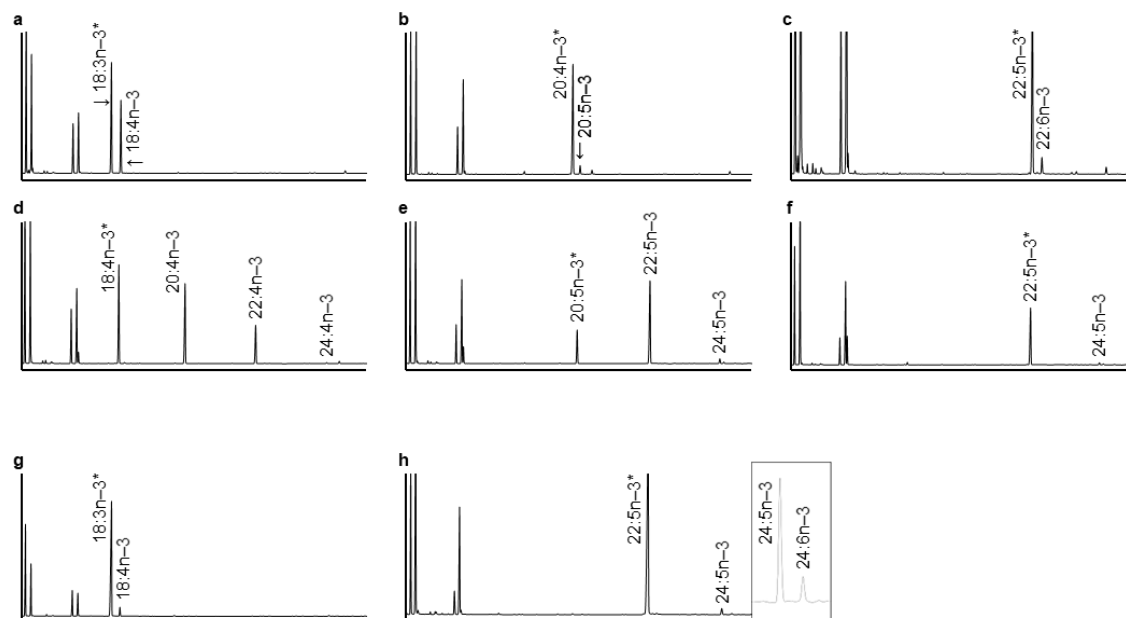 a
18:3n–3*
18:4n–3
b
20:4n–3*
20:5n–3
c
22:5n–3*
22:6n–3
d
18:4n–3*
20:4n–3
22:4n–3
24:4n–3
e
20:5n–3*
22:5n–3
24:5n–3
f
22:5n–3*
24:5n–3
g
18:3n–3*
18:4n–3
h
22:5n–3*
24:5n–3
24:5n–3
24:6n–3